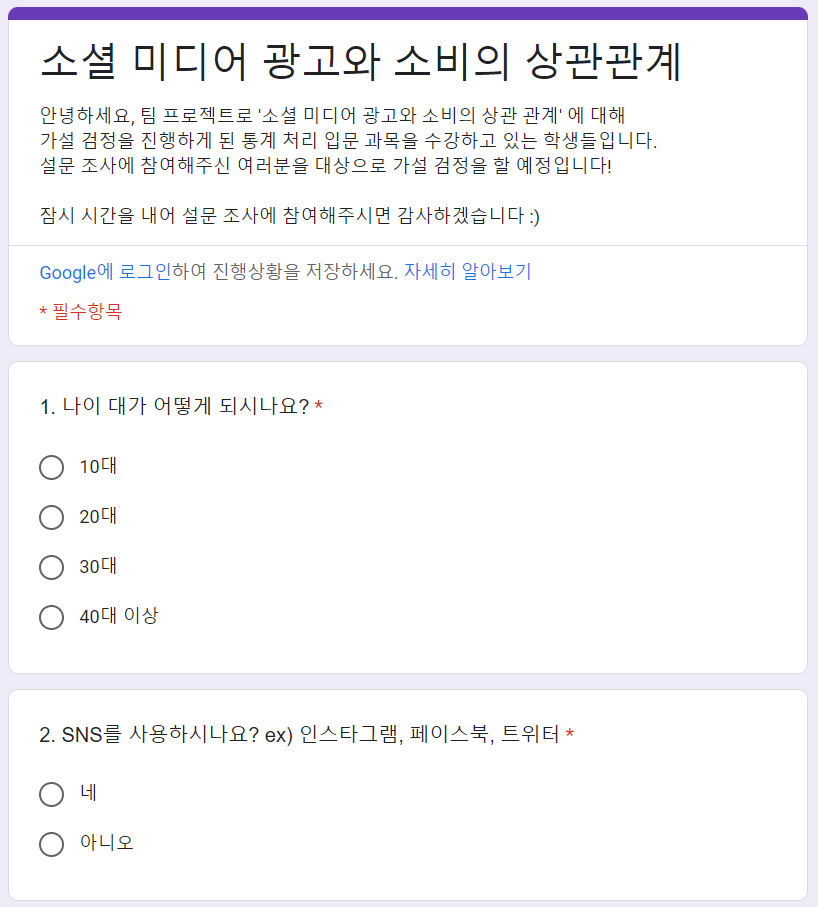 소셜 미디어 광고와 소비의 상관관계
안녕하세요, 팀 프로젝트로 '소셜 미디어 광고와 소비의 상관 관계' 에 대해
가설 검정을 진행하게 된 통계 처리 입문 과목을 수강하고 있는 학생들입니다.
설문 조사에 참여해주신 여러분을 대상으로 가설 검정을 할 예정입니다!
잠시 시간을 내어 설문 조사에 참여해주시면 감사하겠습니다 :)
Google에 로그인하여 진행상황을 저장하세요. 자세히 알아보기
* 필수항목
1. 나이 대가 어떻게 되시나요? *
10대
20대
30대
40대 이상
2. SNS를 사용하시나요? ex) 인스타그램, 페이스북, 트위터 *
네
아니오